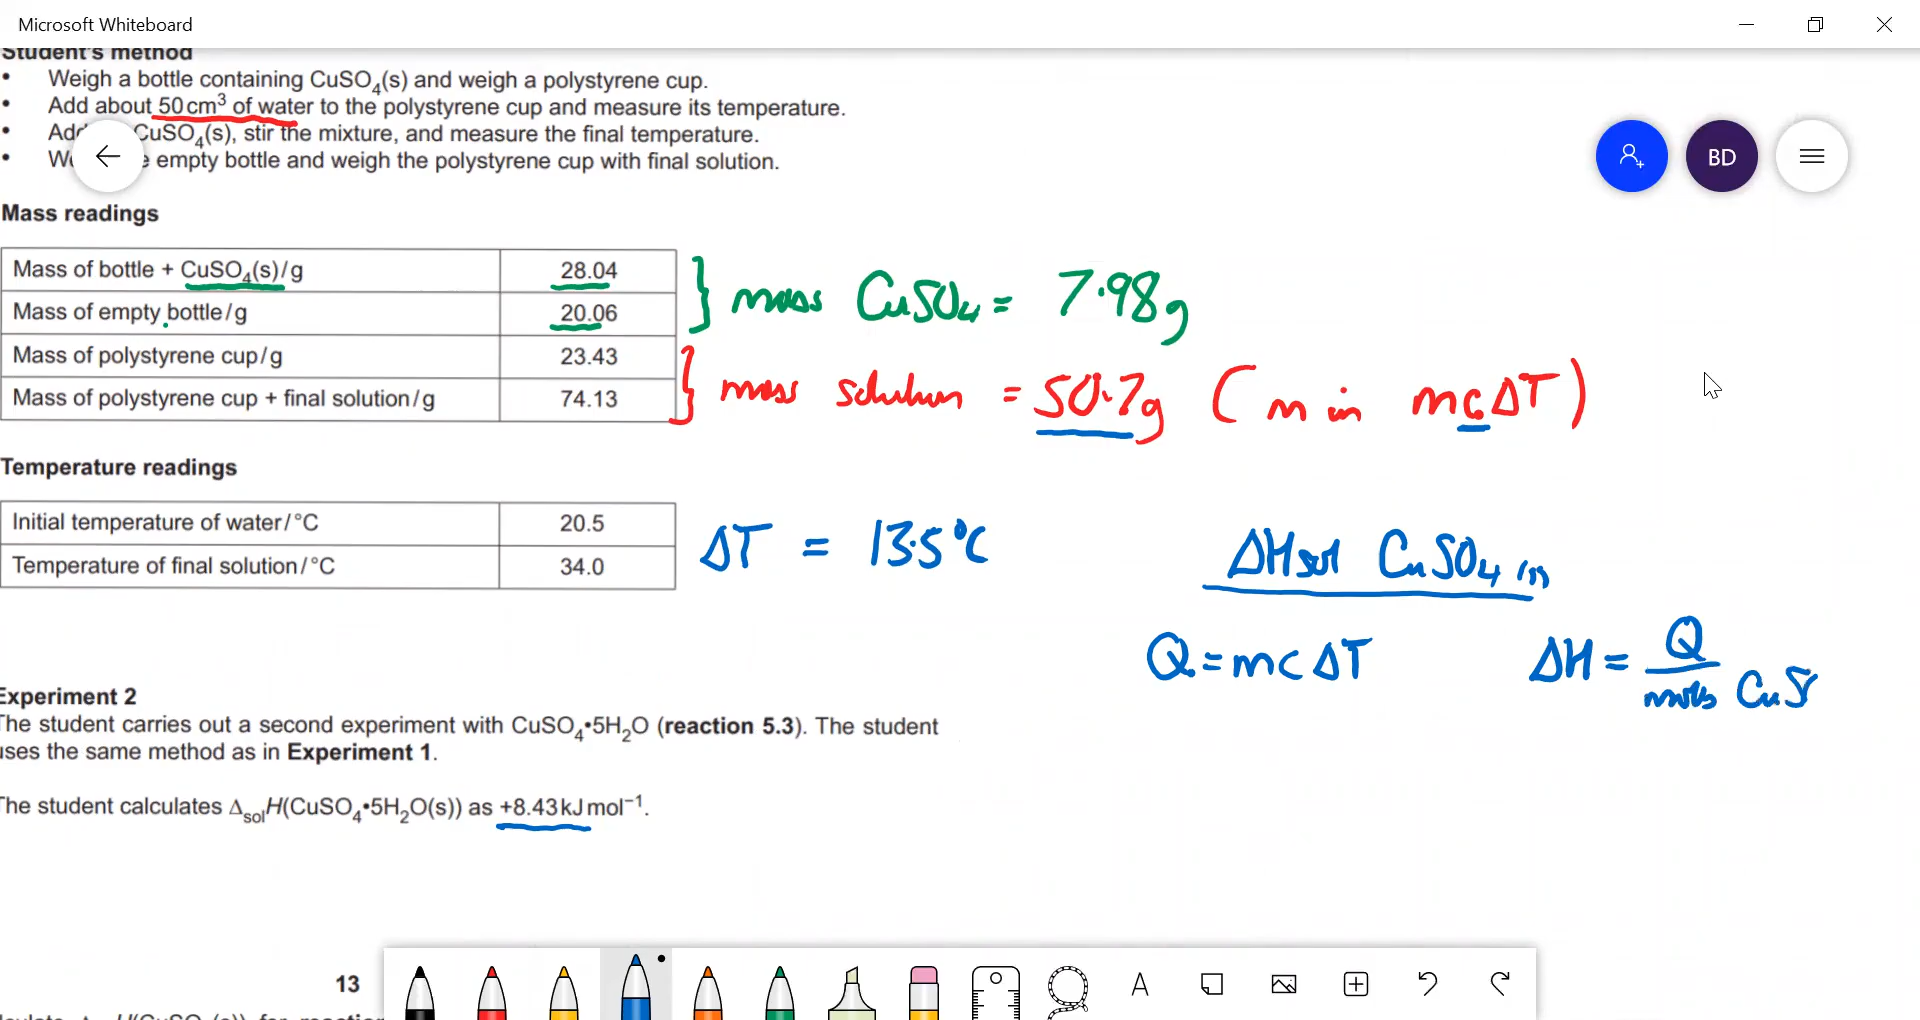 Microsoft Whiteboard
Student's method
• Weigh a bottle containing CuSO₄(s) and weigh a polystyrene cup.
• Add about 50 cm³ of water to the polystyrene cup and measure its temperature.
• CuSO₄(s), stir the mixture, and measure the final temperature.
• empty bottle and weigh the polystyrene cup with final solution.
BD
Mass readings
Mass of bottle + CuSO₄(s)/g 28.04
Mass of empty bottle/g 20.06
} mass CuSO₄ = 7.98g
Mass of polystyrene cup/g 23.43
Mass of polystyrene cup + final solution/g 74.13
} mass solution = 50.7g (m in mcΔT)
Temperature readings
Initial temperature of water/°C 20.5
Temperature of final solution/°C 34.0
ΔT = 13.5°C
ΔHsol CuSO₄ (s)
Q = mcΔT ΔH = Q
mols CuS
Experiment 2
The student carries out a second experiment with CuSO₄•5H₂O (reaction 5.3). The student
uses the same method as in Experiment 1.
The student calculates ΔsolH(CuSO₄•5H₂O(s)) as +8.43 kJ mol⁻¹.
13
A